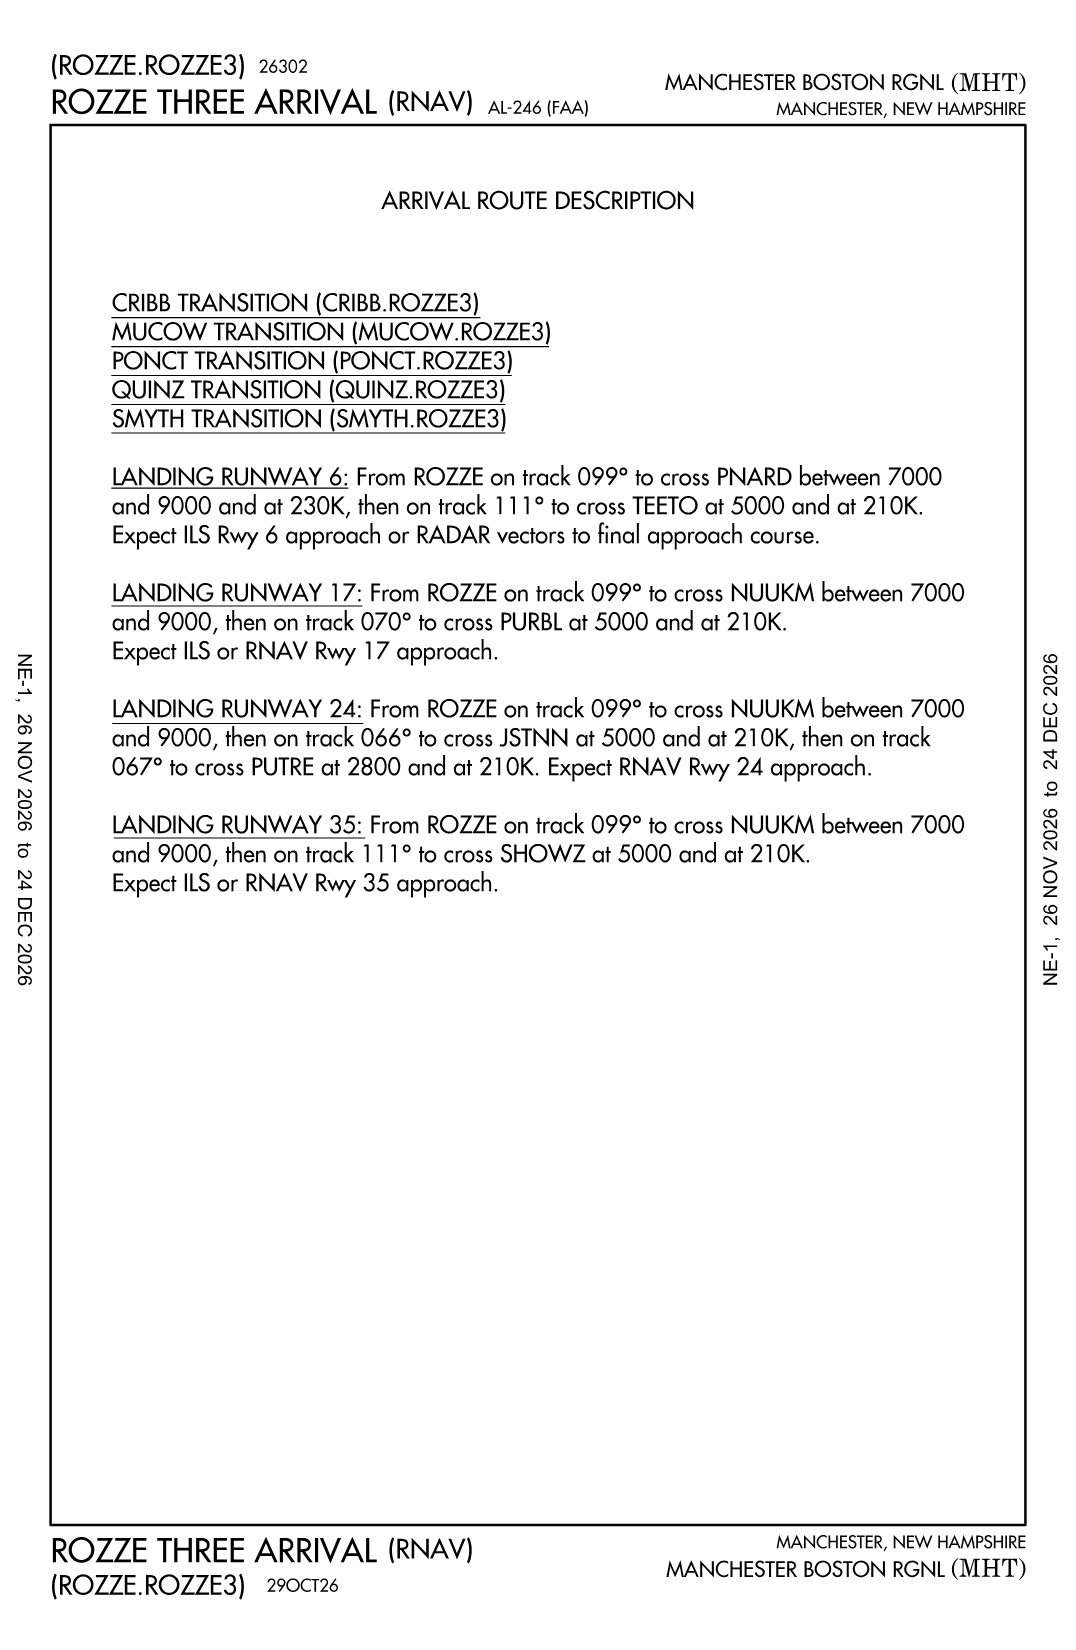 (ROZZE.ROZZE3) 26302
ROZZE THREE ARRIVAL (RNAV) AL-246 (FAA)
MANCHESTER BOSTON RGNL (MHT)
MANCHESTER, NEW HAMPSHIRE
ARRIVAL ROUTE DESCRIPTION
CRIBB TRANSITION (CRIBB.ROZZE3)
MUCOW TRANSITION (MUCOW.ROZZE3)
PONCT TRANSITION (PONCT.ROZZE3)
QUINZ TRANSITION (QUINZ.ROZZE3)
SMYTH TRANSITION (SMYTH.ROZZE3)
LANDING RUNWAY 6: From ROZZE on track 099° to cross PNARD between 7000
and 9000 and at 230K, then on track 111° to cross TEETO at 5000 and at 210K.
Expect ILS Rwy 6 approach or RADAR vectors to final approach course.
LANDING RUNWAY 17: From ROZZE on track 099° to cross NUUKM between 7000
and 9000, then on track 070° to cross PURBL at 5000 and at 210K.
Expect ILS or RNAV Rwy 17 approach.
LANDING RUNWAY 24: From ROZZE on track 099° to cross NUUKM between 7000
and 9000, then on track 066° to cross JSTNN at 5000 and at 210K, then on track
067° to cross PUTRE at 2800 and at 210K. Expect RNAV Rwy 24 approach.
LANDING RUNWAY 35: From ROZZE on track 099° to cross NUUKM between 7000
and 9000, then on track 111° to cross SHOWZ at 5000 and at 210K.
Expect ILS or RNAV Rwy 35 approach.
NE-1, 26 NOV 2026 to 24 DEC 2026
NE-1, 26 NOV 2026 to 24 DEC 2026
ROZZE THREE ARRIVAL (RNAV)
(ROZZE.ROZZE3) 29OCT26
MANCHESTER, NEW HAMPSHIRE
MANCHESTER BOSTON RGNL (MHT)